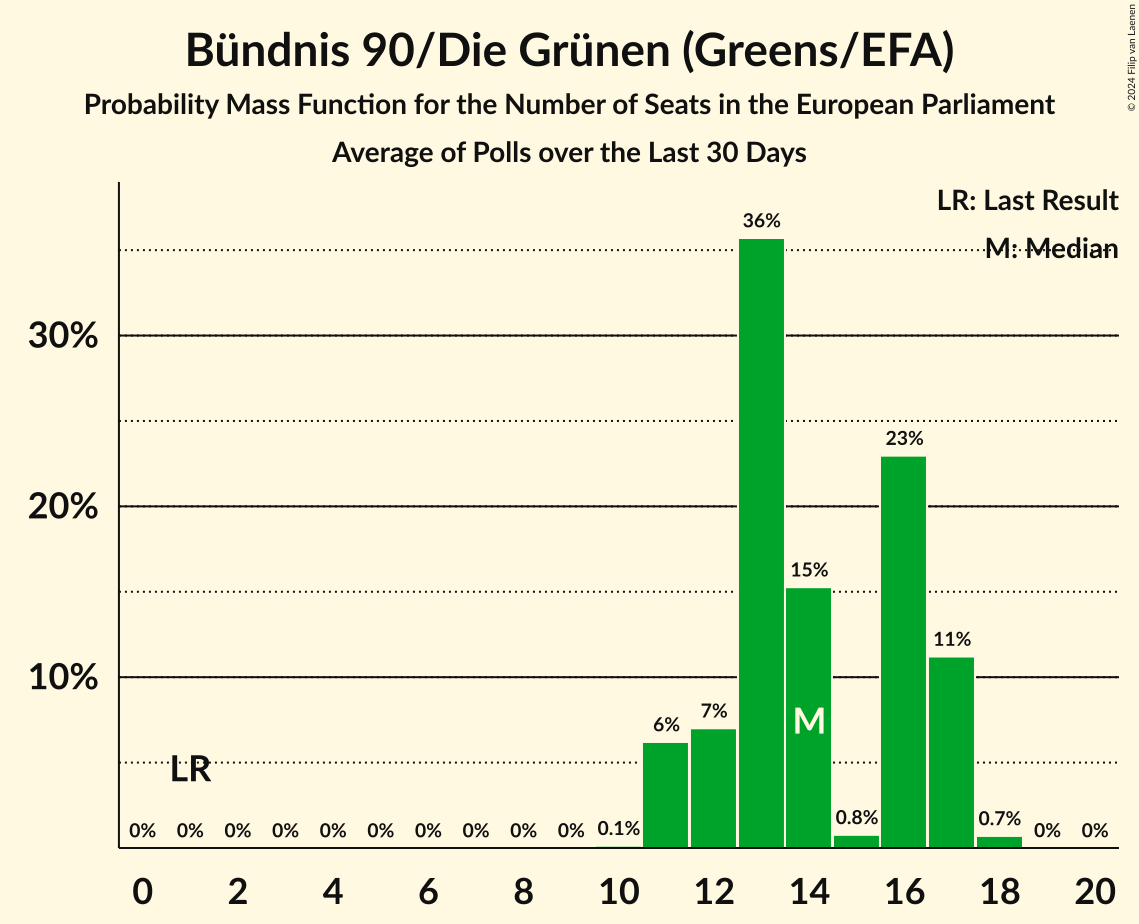 Bündnis 90/Die Grünen (Greens/EFA)
Probability Mass Function for the Number of Seats in the European Parliament
Average of Polls over the Last 30 Days
© 2024 Filip van Laenen
LR: Last Result
M: Median
30%
20%
10%
36%
23%
15%
11%
7%
6%
M
LR
0% 0% 0% 0% 0% 0% 0% 0% 0% 0% 0.1% 0.8% 0.7% 0% 0%
0 2 4 6 8 10 12 14 16 18 20